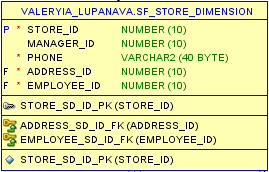 VALERYIA_LUPANAVA.SF_STORE_DIMENSION
P * STORE_ID NUMBER (10)
MANAGER_ID NUMBER (10)
* PHONE VARCHAR2 (40 BYTE)
F * ADDRESS_ID NUMBER (10)
F * EMPLOYEE_ID NUMBER (10)
STORE_SD_ID_PK (STORE_ID)
ADDRESS_SD_ID_FK (ADDRESS_ID)
EMPLOYEE_SD_ID_FK (EMPLOYEE_ID)
STORE_SD_ID_PK (STORE_ID)